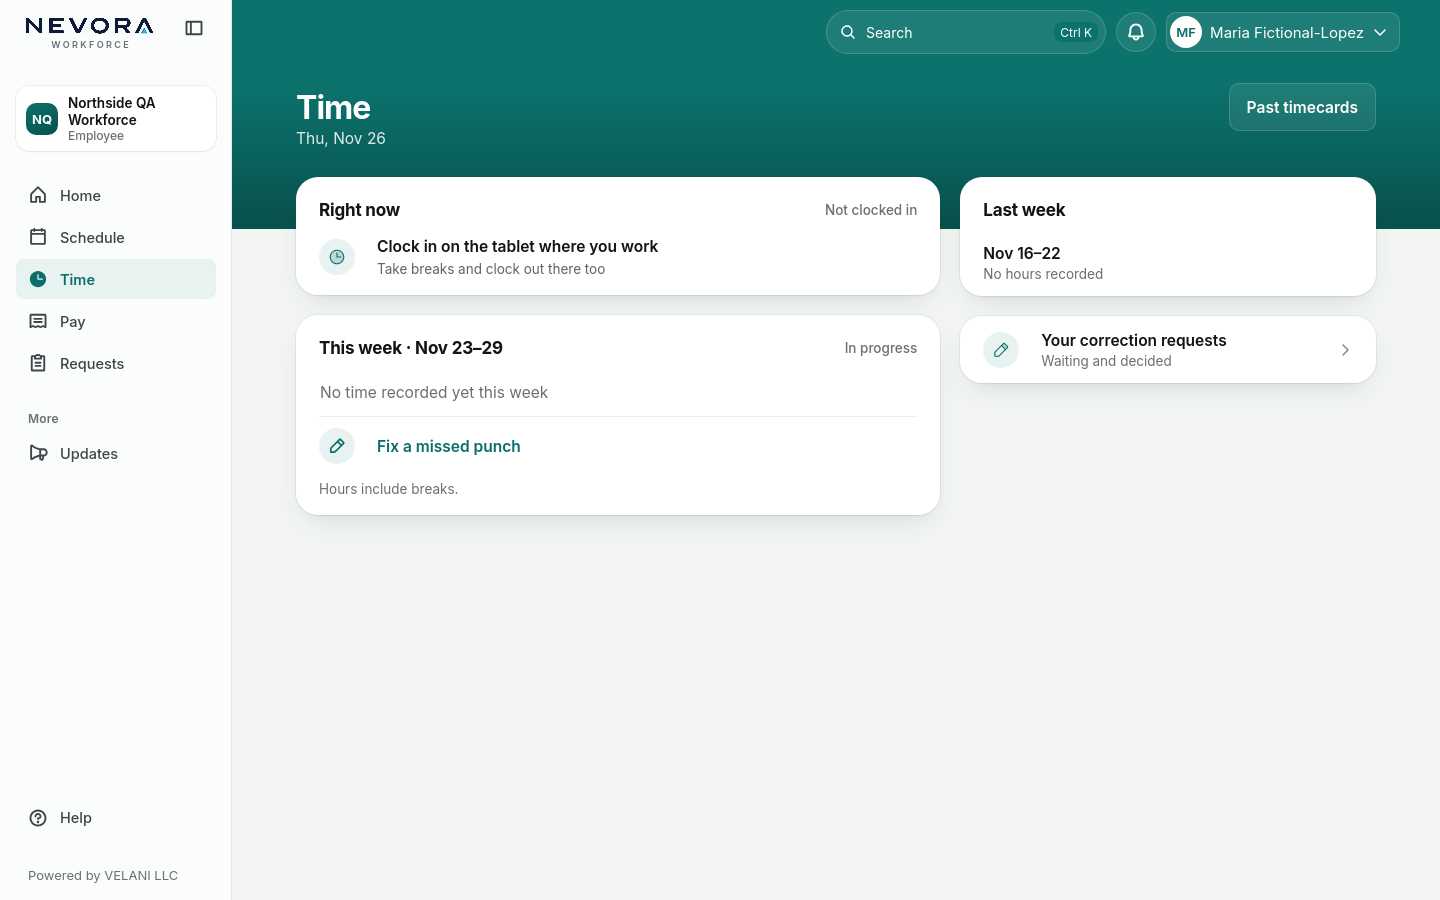 NEVORA
WORKFORCE
Search
Ctrl K
MF
Maria Fictional-Lopez
NQ
Northside QA
Workforce
Employee
Home
Schedule
Time
Pay
Requests
More
Updates
Help
Powered by VELANI LLC
Time
Thu, Nov 26
Past timecards
Right now
Not clocked in
Clock in on the tablet where you work
Take breaks and clock out there too
This week · Nov 23–29
In progress
No time recorded yet this week
Fix a missed punch
Hours include breaks.
Last week
Nov 16–22
No hours recorded
Your correction requests
Waiting and decided